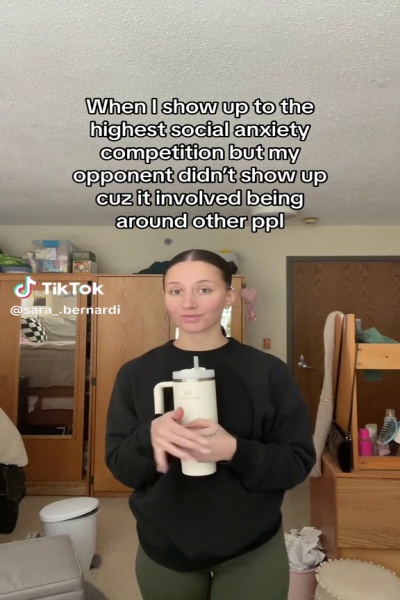 When I show up to the
highest social anxiety
competition but my
opponent didn't show up
cuz it involved being
around other ppl
TikTok
@sara_.bernardi